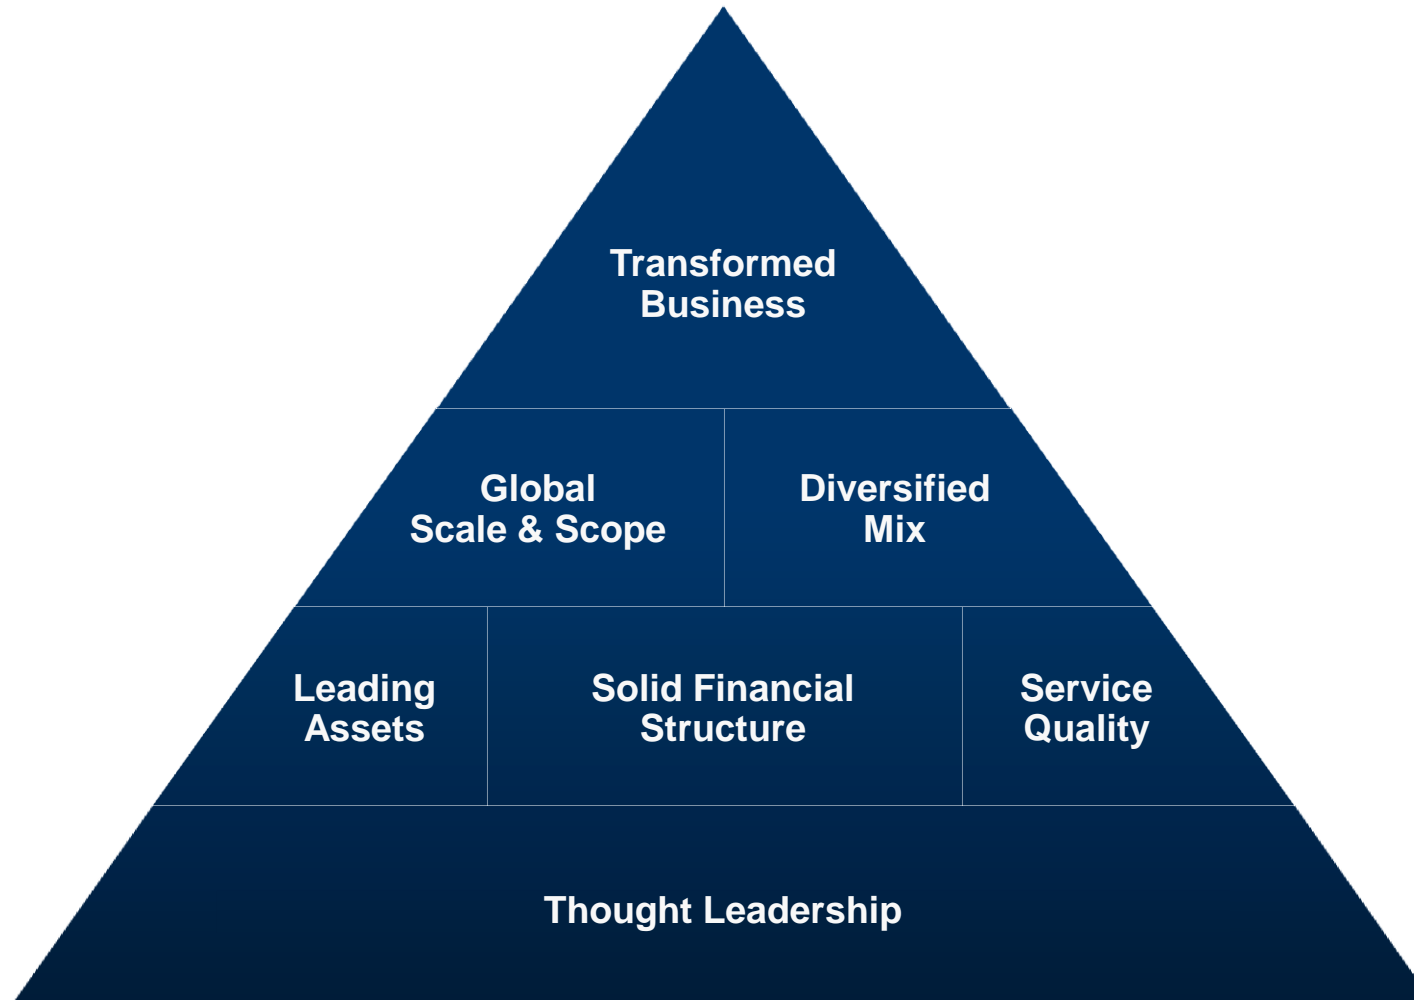 Transformed
Business
Global
Scale & Scope
Diversified
Mix
Leading
Assets
Solid Financial
Structure
Service
Quality
Thought Leadership